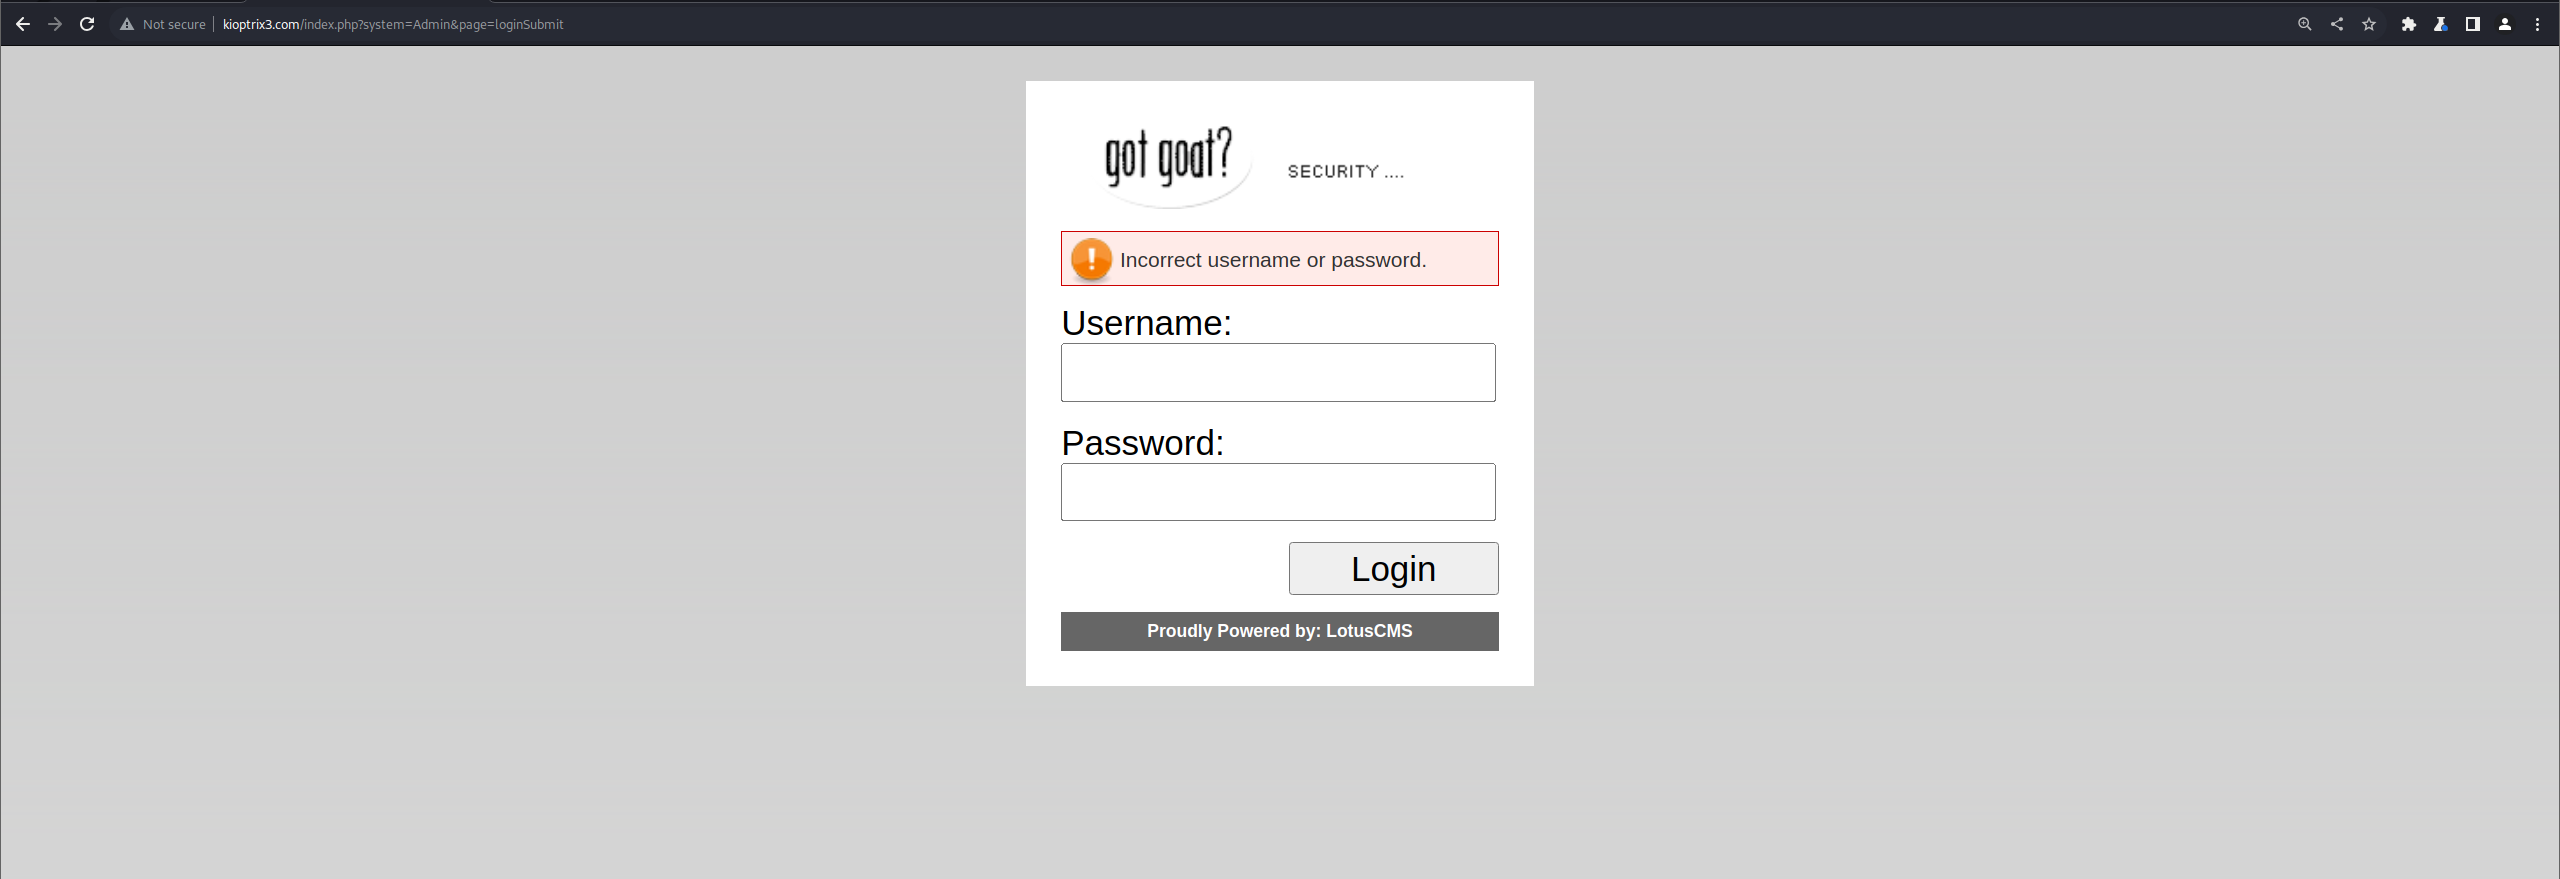 Not secure kioptrix3.com/index.php?system=Admin&page=loginSubmit
got goat?
SECURITY ....
! Incorrect username or password.
Username:
Password:
Login
Proudly Powered by: LotusCMS